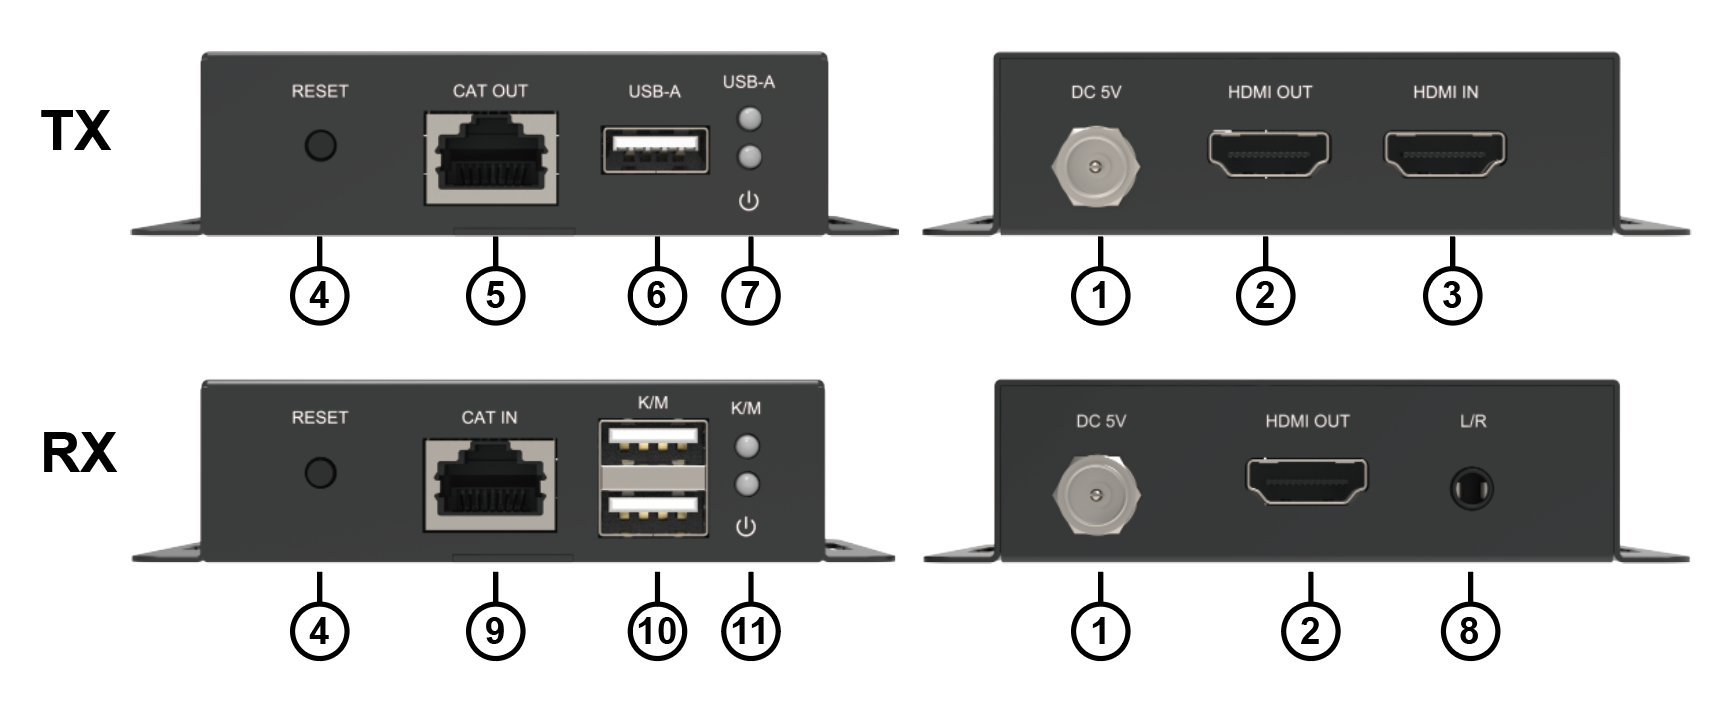 TX
RESET CAT OUT USB-A USB-A
DC 5V HDMI OUT HDMI IN
4 5 6 7
1 2 3
RX
RESET CAT IN K/M K/M
DC 5V HDMI OUT L/R
4 9 10 11
1 2 8